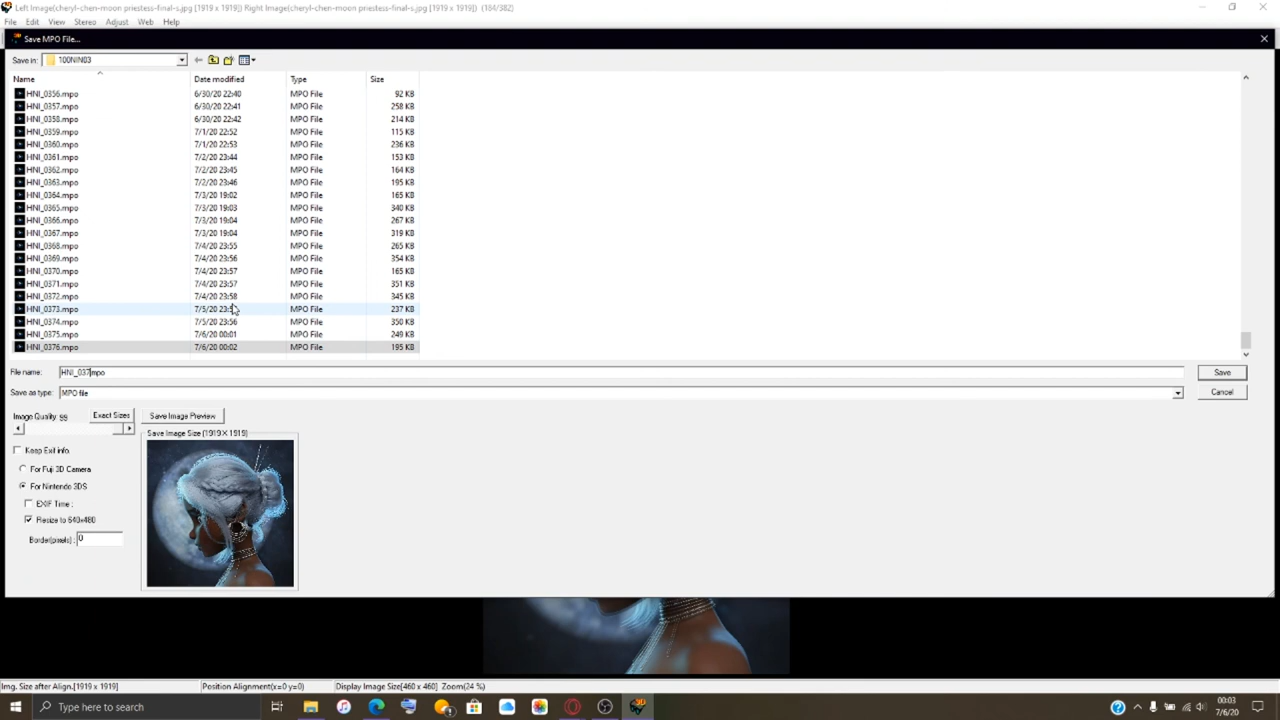 Left Image(cheryl-chen-moon priestess-final-s.jpg [1919 x 1919]) Right Image(cheryl-chen-moon priestess-final-s.jpg [1919 x 1919]) (164/382)
File Edit View Stereo Adjust Web Help
Save MPO File...
Save in: 100NIN03
Name Date modified Type Size
HNI_0356.mpo 6/30/20 22:40 MPO File 92 KB
HNI_0357.mpo 6/30/20 22:41 MPO File 258 KB
HNI_0358.mpo 6/30/20 22:42 MPO File 214 KB
HNI_0359.mpo 7/1/20 22:52 MPO File 115 KB
HNI_0360.mpo 7/1/20 22:53 MPO File 236 KB
HNI_0361.mpo 7/2/20 23:44 MPO File 153 KB
HNI_0362.mpo 7/2/20 23:45 MPO File 164 KB
HNI_0363.mpo 7/2/20 23:46 MPO File 195 KB
HNI_0364.mpo 7/3/20 19:02 MPO File 165 KB
HNI_0365.mpo 7/3/20 19:03 MPO File 340 KB
HNI_0366.mpo 7/3/20 19:04 MPO File 267 KB
HNI_0367.mpo 7/3/20 19:04 MPO File 319 KB
HNI_0368.mpo 7/4/20 23:55 MPO File 265 KB
HNI_0369.mpo 7/4/20 23:56 MPO File 354 KB
HNI_0370.mpo 7/4/20 23:57 MPO File 165 KB
HNI_0371.mpo 7/4/20 23:57 MPO File 351 KB
HNI_0372.mpo 7/4/20 23:58 MPO File 345 KB
HNI_0373.mpo 7/5/20 MPO File 237 KB
HNI_0374.mpo 7/5/20 23:56 MPO File 350 KB
HNI_0375.mpo 7/6/20 00:01 MPO File 249 KB
HNI_0376.mpo 7/6/20 00:02 MPO File 195 KB
File name: HNI_037mpo Save
Save as type: MPO file Cancel
Image Quality: 99 Exact Sizes Save Image Preview
Save Image Size (1919X1919)
Keep Exif info.
For Fuji 3D Camera
For Nintendo 3DS
EXIF Time :
Resize to 640x480
Border(pixels) : 0
Img. Size after Align.[1919 x 1919] Position Alignment(x=0 y=0) Display Image Size[460 x 460] Zoom(24 %)
Type here to search
00:03
7/6/20